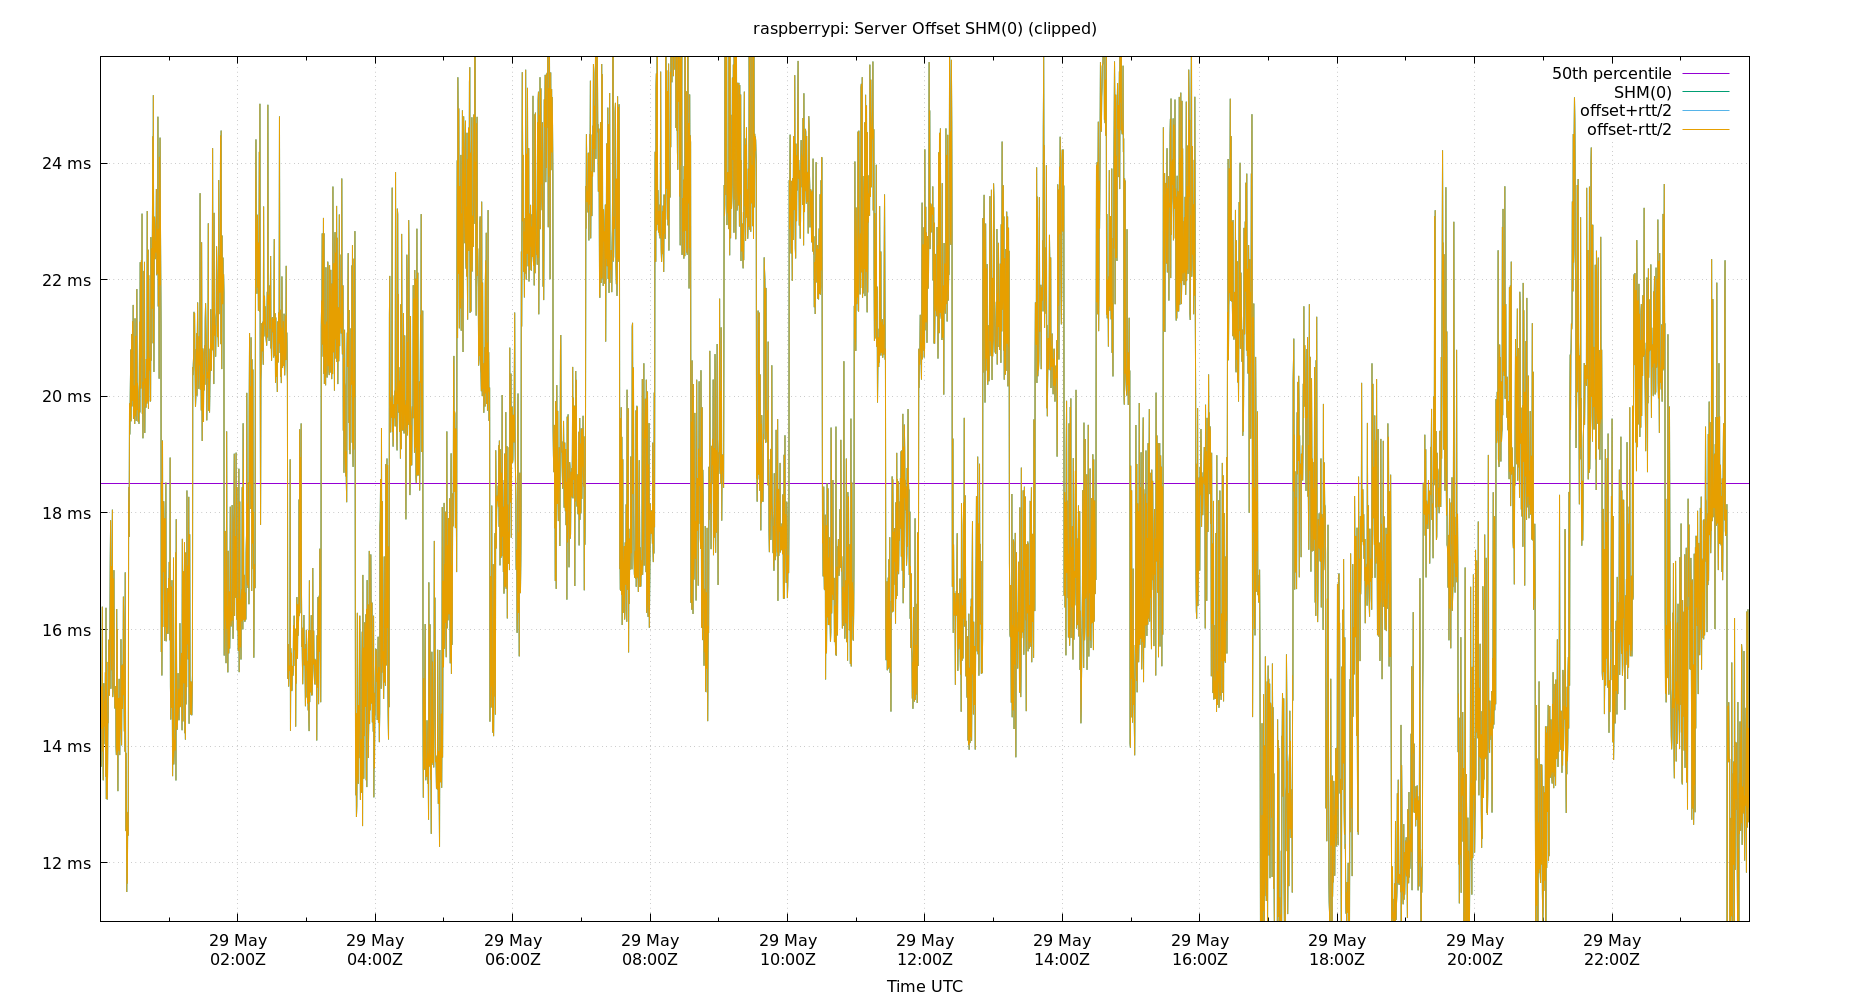 raspberrypi: Server Offset SHM(0) (clipped)
50th percentile
SHM(0)
offset+rtt/2
offset-rtt/2
24 ms
22 ms
20 ms
18 ms
16 ms
14 ms
12 ms
29 May 29 May 29 May 29 May 29 May 29 May 29 May 29 May 29 May 29 May 29 May
02:00Z 04:00Z 06:00Z 08:00Z 10:00Z 12:00Z 14:00Z 16:00Z 18:00Z 20:00Z 22:00Z
Time UTC